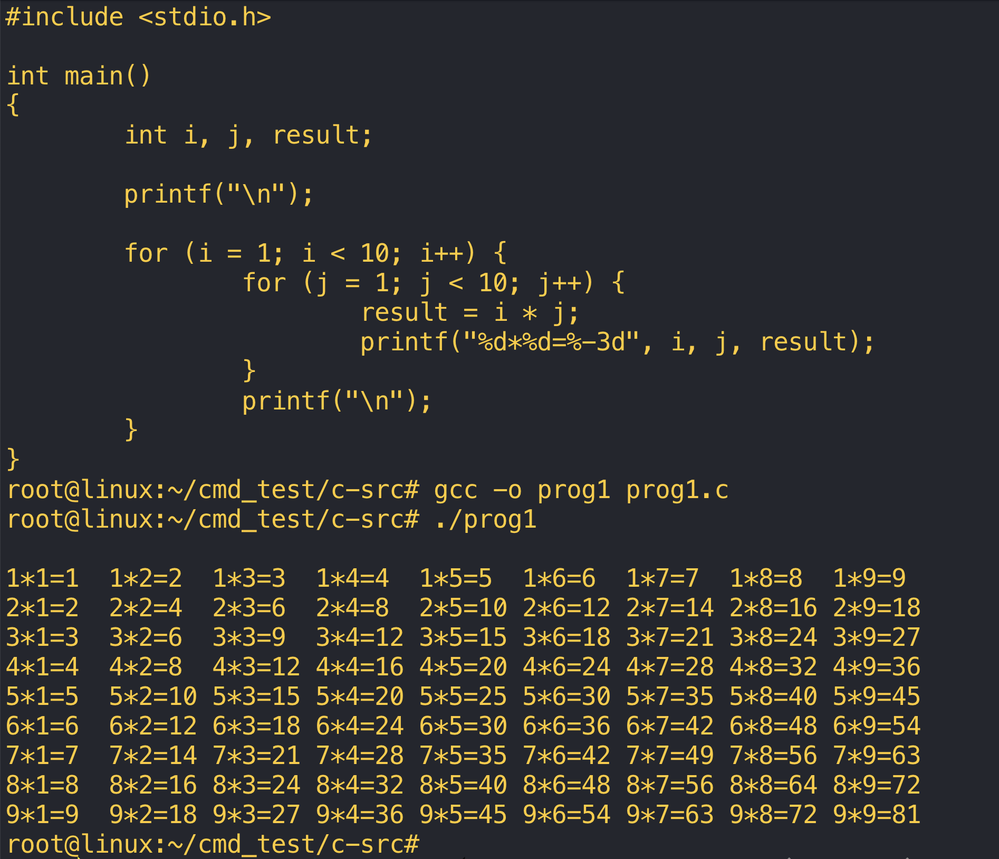 #include <stdio.h>

int main()
{
        int i, j, result;

        printf("\n");

        for (i = 1; i < 10; i++) {
                for (j = 1; j < 10; j++) {
                        result = i * j;
                        printf("%d*%d=%-3d", i, j, result);
                }
                printf("\n");
        }
}
root@linux:~/cmd_test/c-src# gcc -o prog1 prog1.c
root@linux:~/cmd_test/c-src# ./prog1

1*1=1  1*2=2  1*3=3  1*4=4  1*5=5  1*6=6  1*7=7  1*8=8  1*9=9
2*1=2  2*2=4  2*3=6  2*4=8  2*5=10 2*6=12 2*7=14 2*8=16 2*9=18
3*1=3  3*2=6  3*3=9  3*4=12 3*5=15 3*6=18 3*7=21 3*8=24 3*9=27
4*1=4  4*2=8  4*3=12 4*4=16 4*5=20 4*6=24 4*7=28 4*8=32 4*9=36
5*1=5  5*2=10 5*3=15 5*4=20 5*5=25 5*6=30 5*7=35 5*8=40 5*9=45
6*1=6  6*2=12 6*3=18 6*4=24 6*5=30 6*6=36 6*7=42 6*8=48 6*9=54
7*1=7  7*2=14 7*3=21 7*4=28 7*5=35 7*6=42 7*7=49 7*8=56 7*9=63
8*1=8  8*2=16 8*3=24 8*4=32 8*5=40 8*6=48 8*7=56 8*8=64 8*9=72
9*1=9  9*2=18 9*3=27 9*4=36 9*5=45 9*6=54 9*7=63 9*8=72 9*9=81
root@linux:~/cmd_test/c-src#